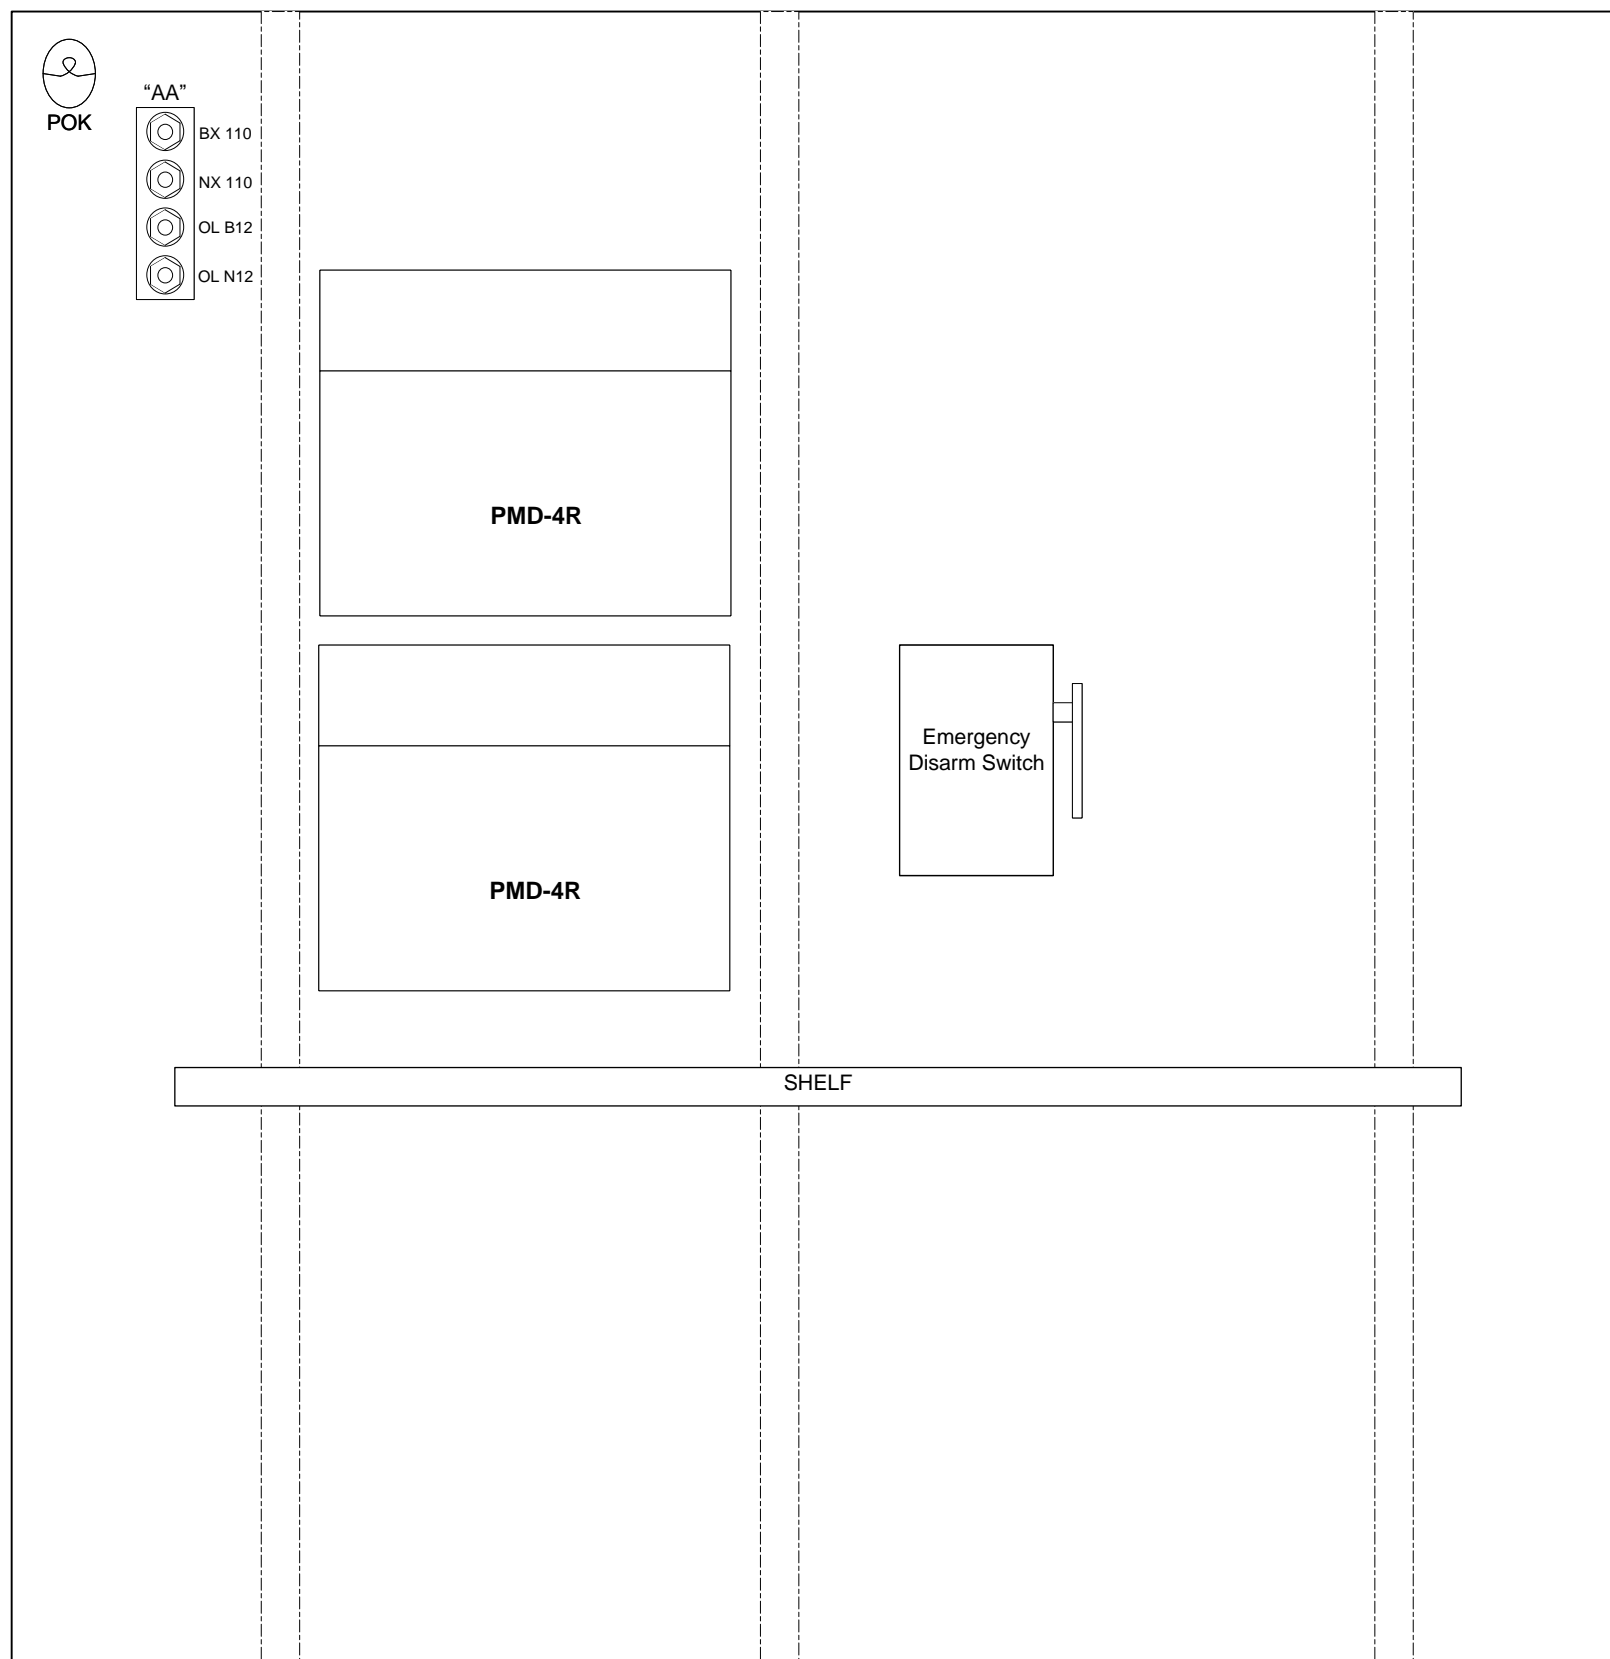 POK
“AA”
BX 110
NX 110
OL B12
OL N12
PMD-4R
PMD-4R
Emergency
Disarm Switch
SHELF